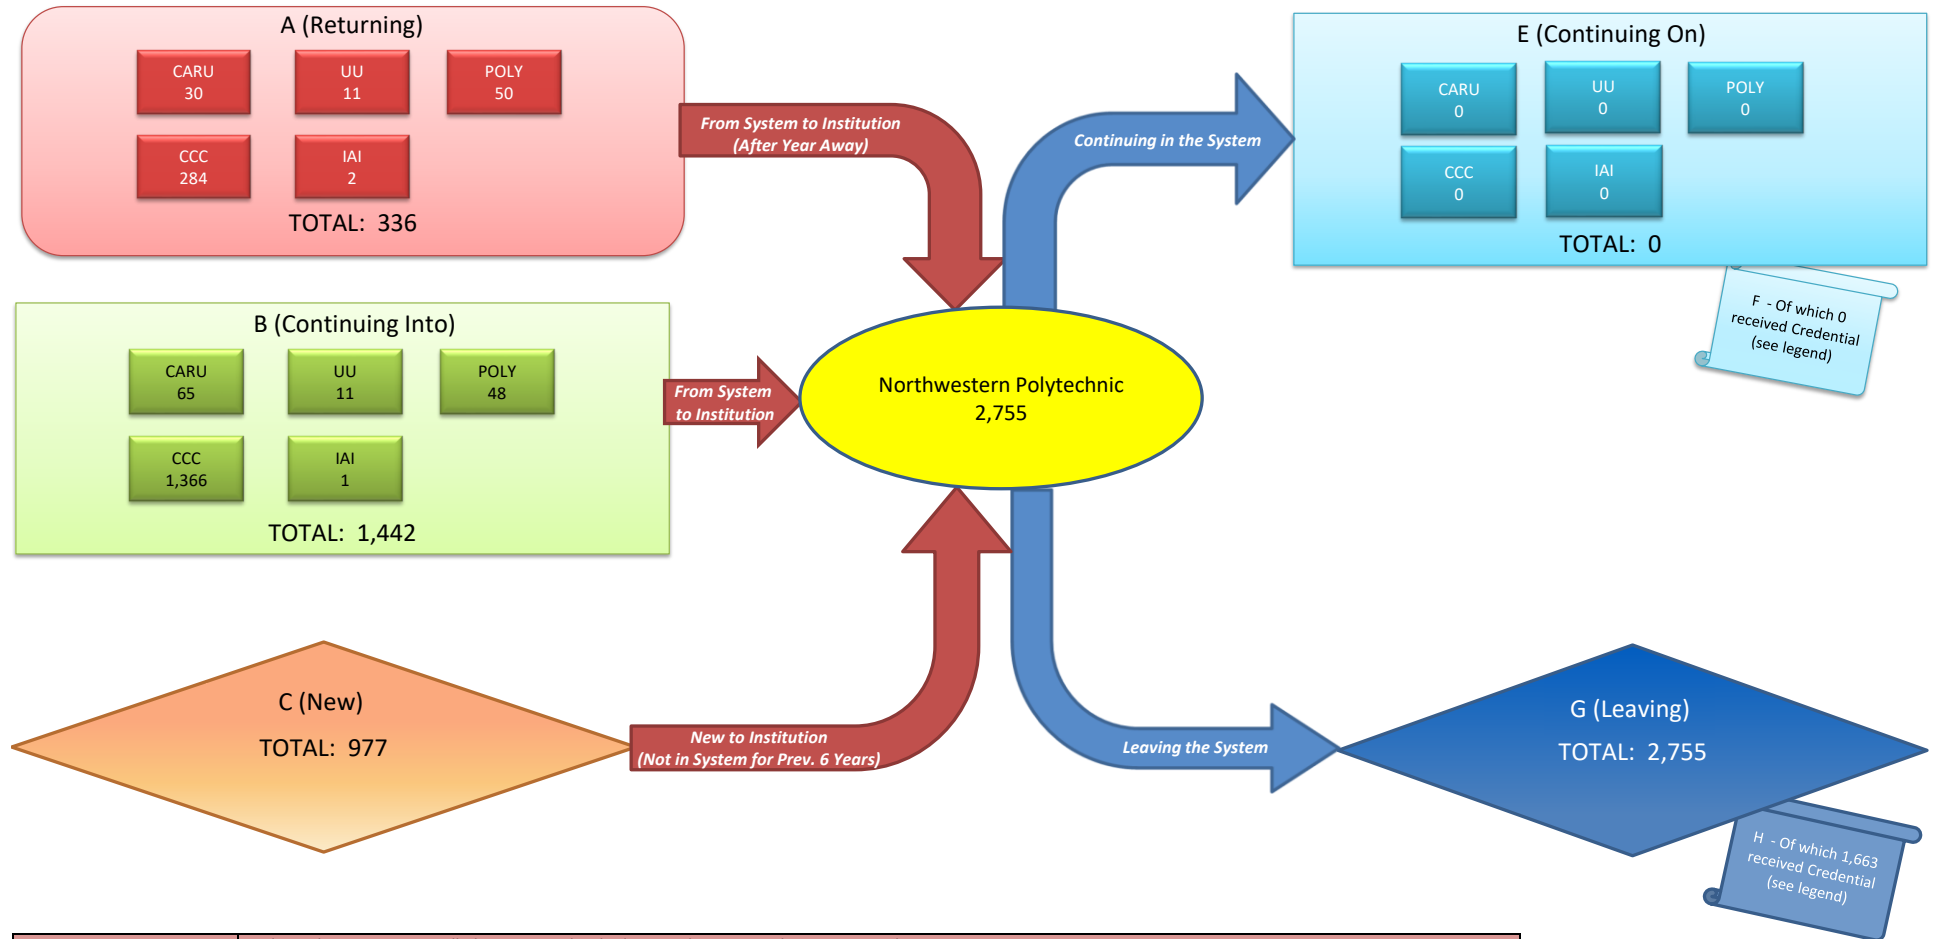 A (Returning)
CARU
30
UU
11
POLY
50
CCC
284
IAI
2
TOTAL: 336
From System to Institution
(After Year Away)
Continuing in the System
E (Continuing On)
CARU
0
UU
0
POLY
0
CCC
0
IAI
0
TOTAL: 0
F - Of which 0
received Credential
(see legend)
B (Continuing Into)
CARU
65
UU
11
POLY
48
CCC
1,366
IAI
1
TOTAL: 1,442
From System
to Institution
Northwestern Polytechnic
2,755
C (New)
TOTAL: 977
New to Institution
(Not in System for Prev. 6 Years)
Leaving the System
G (Leaving)
TOTAL: 2,755
H - Of which 1,663
received Credential
(see legend)